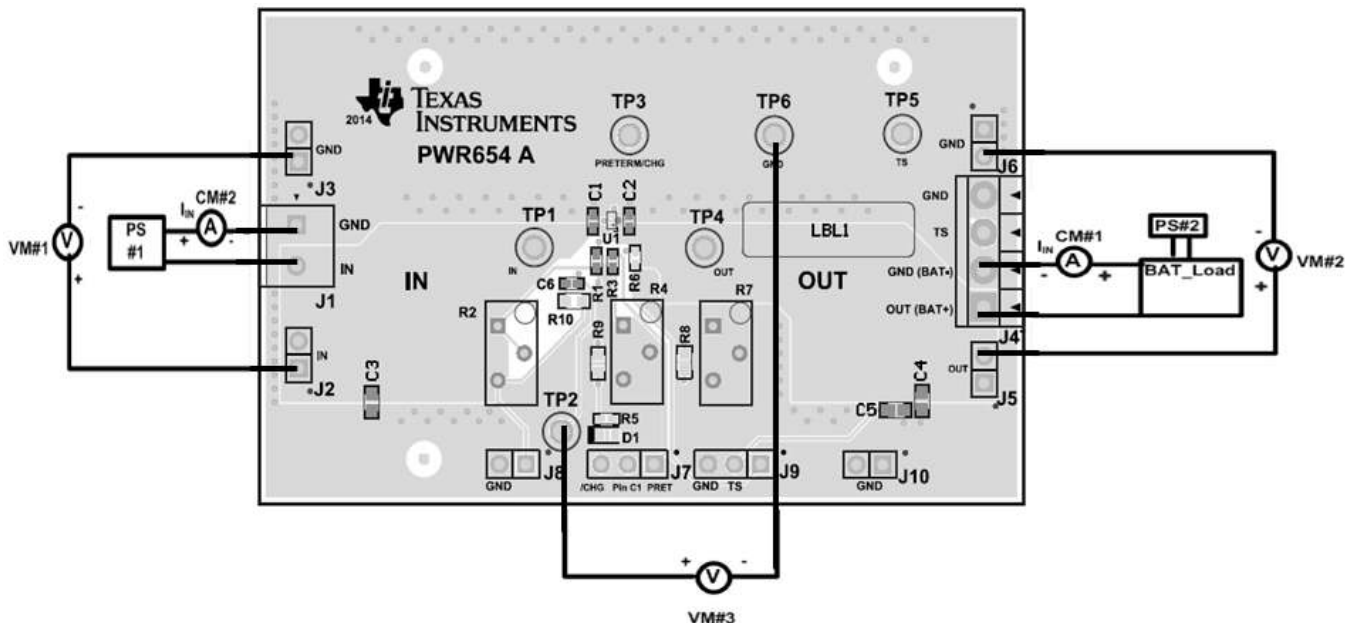 TEXAS
INSTRUMENTS
2014
PWR654 A
TP3
PRETERM/CHG
TP6
GND
TP5
TS
GND
J3
GND
J6
VM#1
V
-
+
PS
#1
IIN
CM#2
A
+
-
GND
IN
J1
IN
J2
C1
C2
U1
TP1
IN
TP4
OUT
LBL1
IN
OUT
GND
TS
GND (BAT-)
OUT (BAT+)
J4
IIN
CM#1
A
-
+
PS#2
BAT_Load
-
V
+
VM#2
C6
R10
R1
R3
R6
R2
R4
R7
R9
R8
C3
C4
C5
OUT
J5
TP2
R5
D1
J8
GND
/CHG
Pin C1
PRET
J7
GND
TS
J9
GND
J10
+
V
-
VM#3